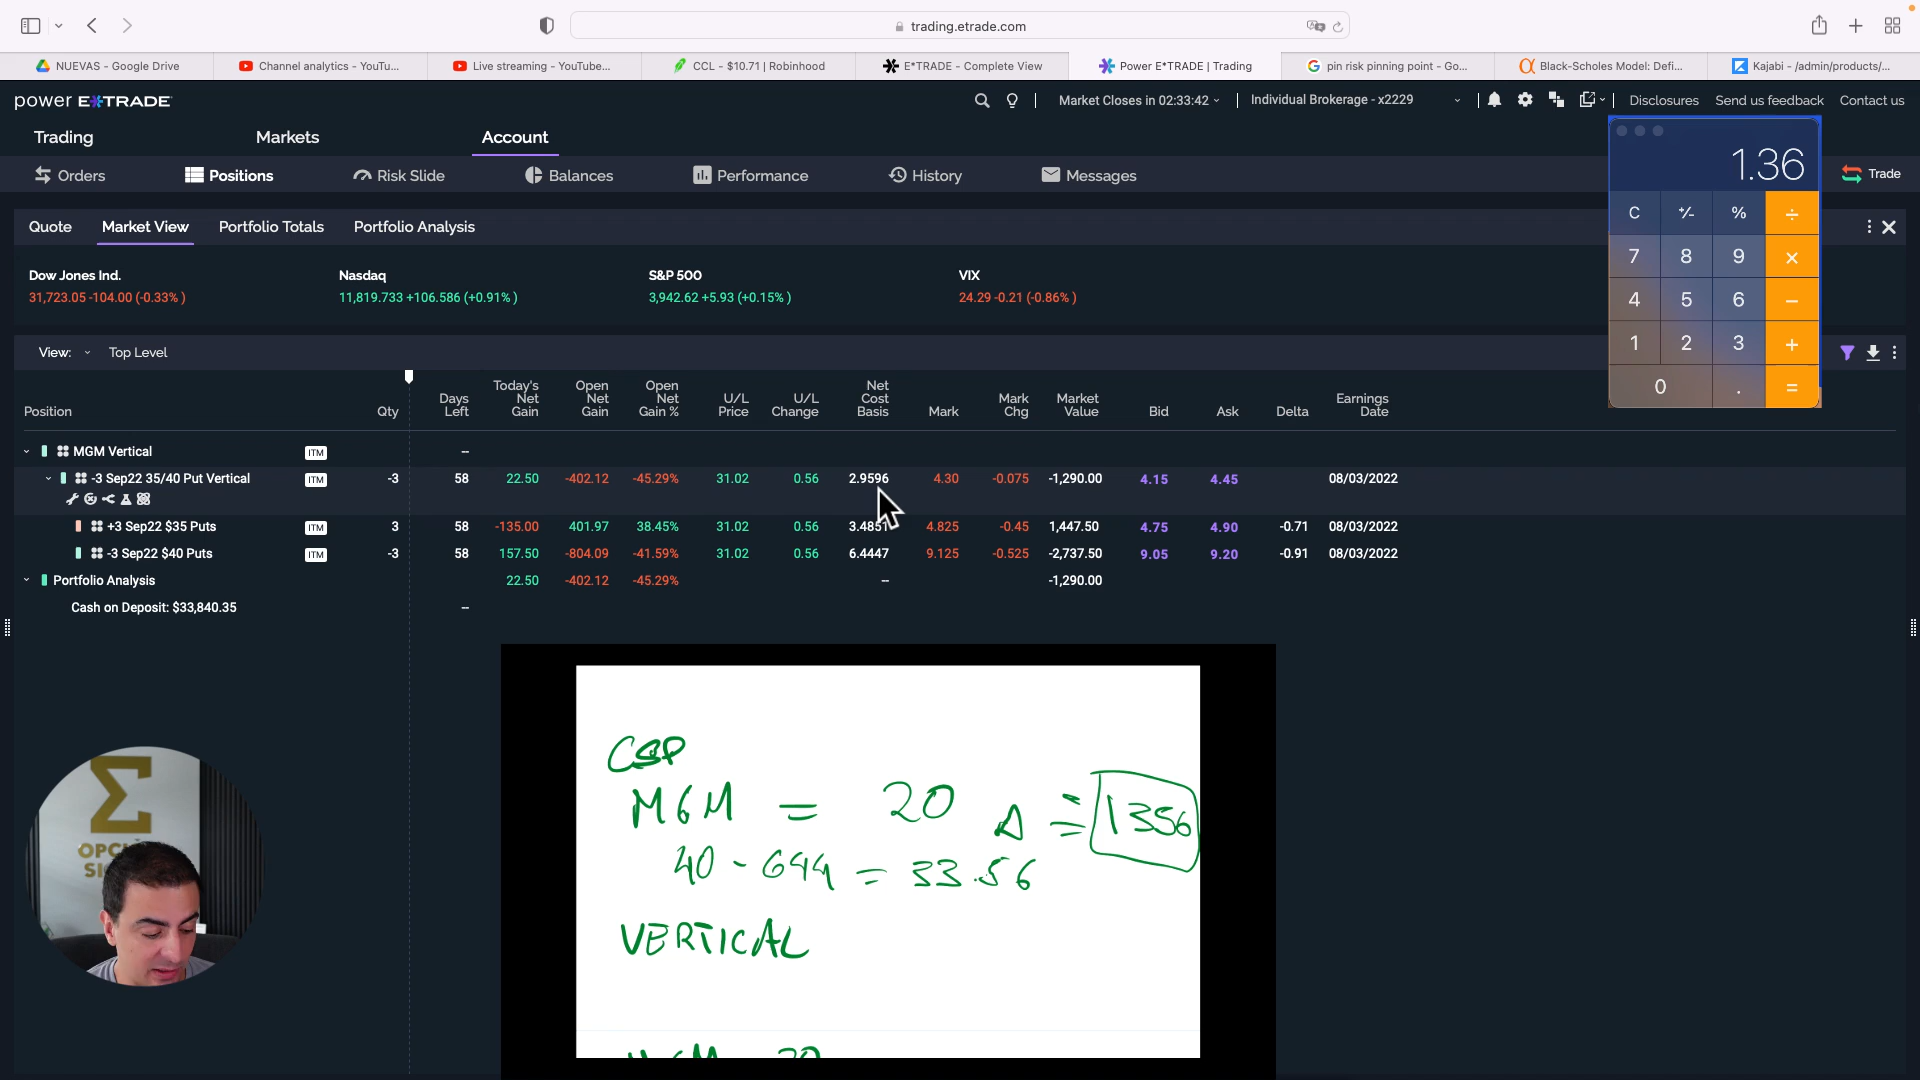 trading.etrade.com
NUEVAS - Google Drive
Channel analytics - YouTu...
Live streaming - YouTube...
CCL - $10.71 | Robinhood
E*TRADE - Complete View
Power E*TRADE | Trading
pin risk pinning point - Go...
Black-Scholes Model: Defi...
Kajabi - /admin/products/...
power E*TRADE
Market Closes in 02:33:42
Individual Brokerage - x2229
Disclosures Send us feedback Contact us
Trading Markets Account
1.36
Orders Positions Risk Slide Balances Performance History Messages Trade
C +/- % ÷
Quote Market View Portfolio Totals Portfolio Analysis
7 8 9 ×
Dow Jones Ind. Nasdaq S&P 500 VIX
31,723.05 -104.00 (-0.33% ) 11,819.733 +106.586 (+0.91% ) 3,942.62 +5.93 (+0.15% ) 24.29 -0.21 (-0.86% )
4 5 6 −
1 2 3 +
View: Top Level
0 . =
Position Qty Days Left Today's Net Gain Open Net Gain Open Net Gain % U/L Price U/L Change Net Cost Basis Mark Mark Chg Market Value Bid Ask Delta Earnings Date
MGM Vertical ITM --
-3 Sep22 35/40 Put Vertical ITM -3 58 22.50 -402.12 -45.29% 31.02 0.56 2.9596 4.30 -0.075 -1,290.00 4.15 4.45 08/03/2022
+3 Sep22 $35 Puts ITM 3 58 -135.00 401.97 38.45% 31.02 0.56 3.4851 4.825 -0.45 1,447.50 4.75 4.90 -0.71 08/03/2022
-3 Sep22 $40 Puts ITM -3 58 157.50 -804.09 -41.59% 31.02 0.56 6.4447 9.125 -0.525 -2,737.50 9.05 9.20 -0.91 08/03/2022
Portfolio Analysis 22.50 -402.12 -45.29% -- -1,290.00
Cash on Deposit: $33,840.35 --
CSP
MGM = 20 Δ = 1356
40 - 644 = 33.56
VERTICAL